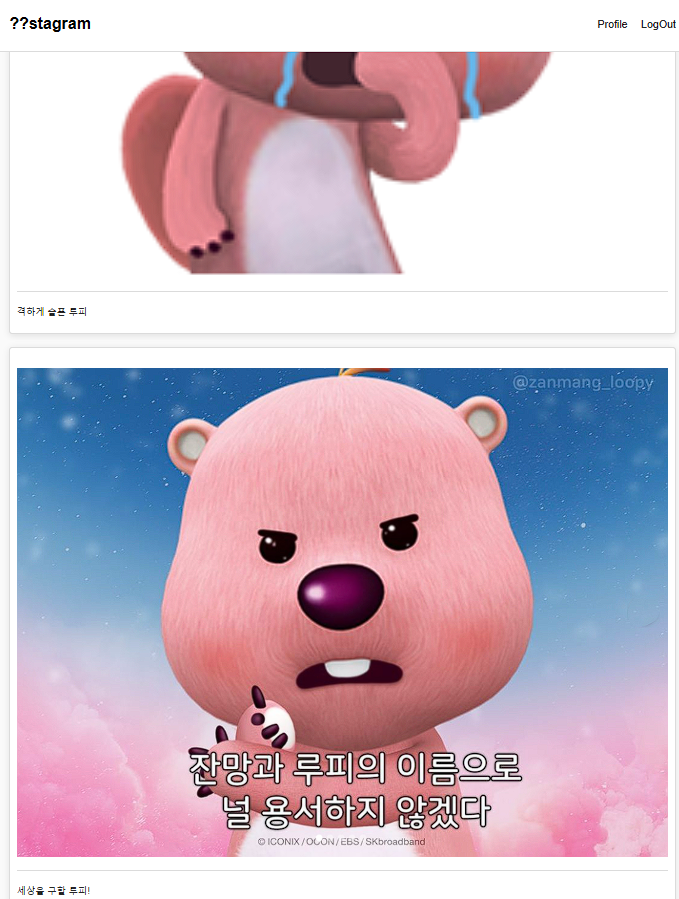 ??stagram
Profile LogOut
격하게 슬픈 루피
@zanmang_loopy
잔망과 루피의 이름으로
널 용서하지 않겠다
© ICONIX / OCON / EBS / SKbroadband
세상을 구할 루피!